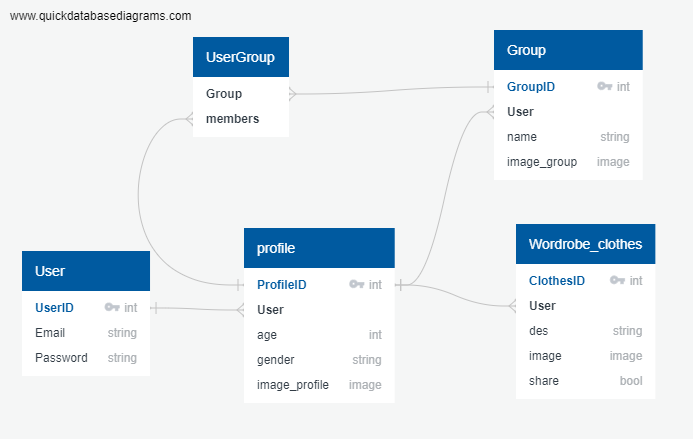 www.quickdatabasediagrams.com
UserGroup
Group
members
Group
GroupID int
User
name string
image_group image
User
UserID int
Email string
Password string
profile
ProfileID int
User
age int
gender string
image_profile image
Wordrobe_clothes
ClothesID int
User
des string
image image
share bool